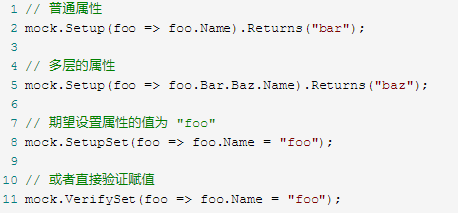 1 // 普通属性
2 mock.Setup(foo => foo.Name).Returns("bar");
3
4 // 多层的属性
5 mock.Setup(foo => foo.Bar.Baz.Name).Returns("baz");
6
7 // 期望设置属性的值为 "foo"
8 mock.SetupSet(foo => foo.Name = "foo");
9
10 // 或者直接验证赋值
11 mock.VerifySet(foo => foo.Name = "foo");